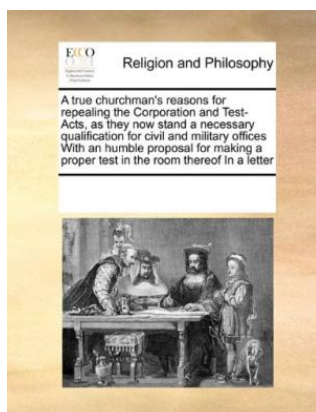 ECCO
Religion and Philosophy
A true churchman's reasons for
repealing the Corporation and Test-
Acts, as they now stand a necessary
qualification for civil and military offices
With an humble proposal for making a
proper test in the room thereof In a letter